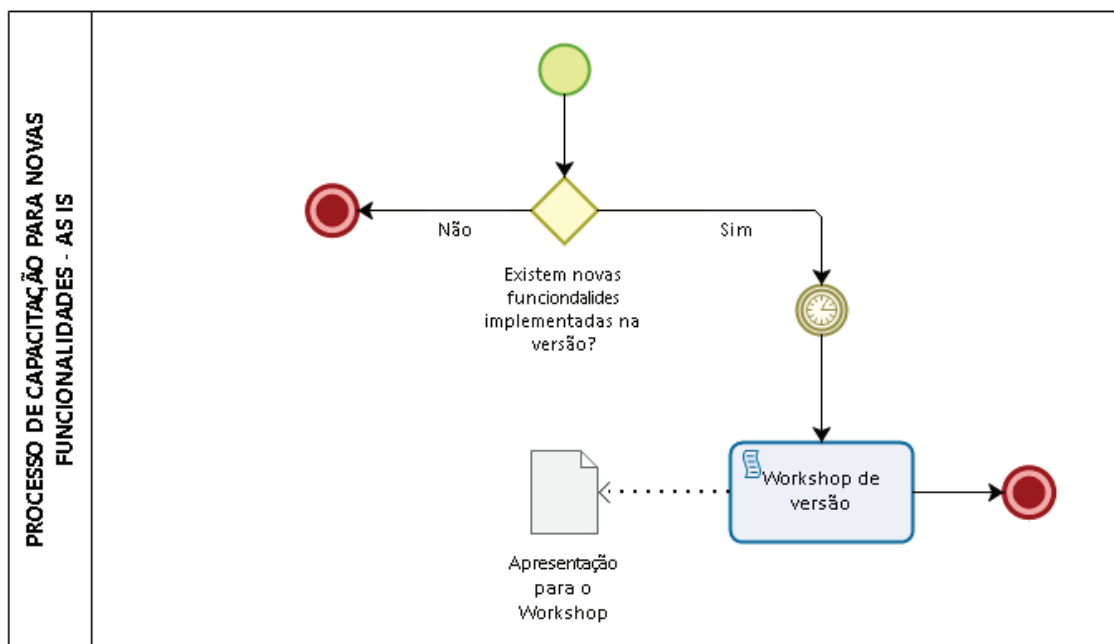 PROCESSO DE CAPACITAÇÃO PARA NOVAS
FUNCIONALIDADES - AS IS
Não
Sim
Existem novas
funciondalides
implementadas na
versão?
Workshop de
versão
Apresentação
para o
Workshop